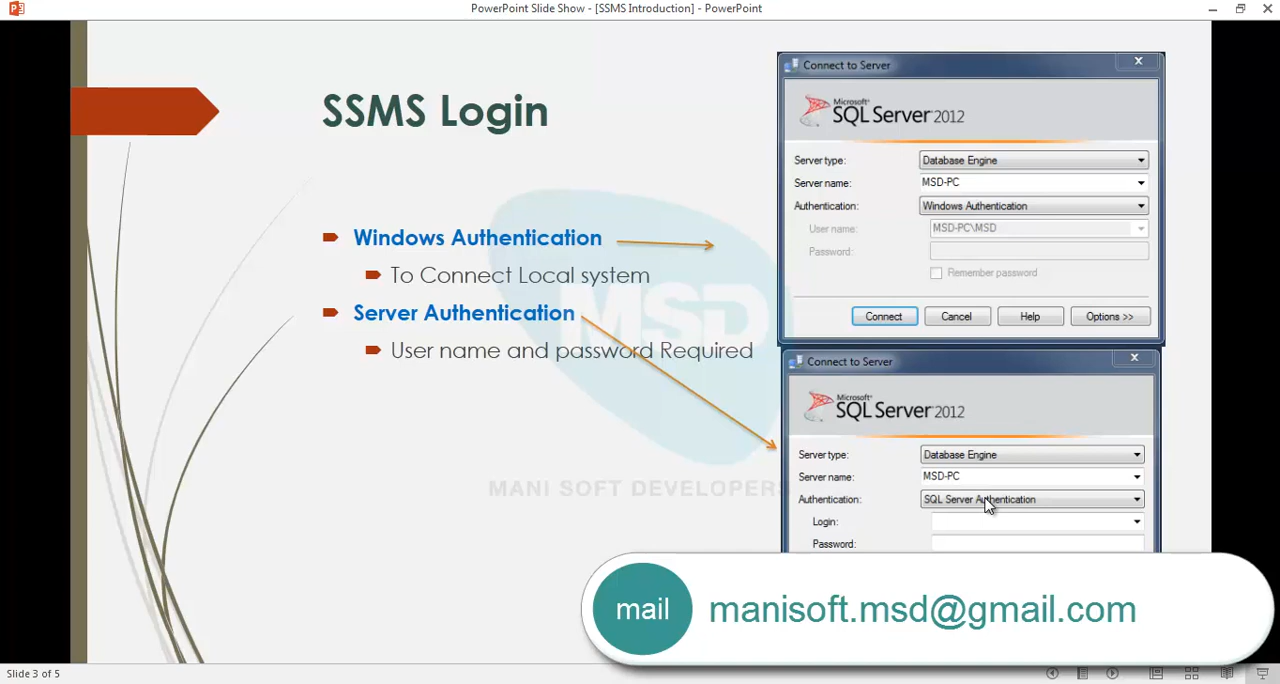 PowerPoint Slide Show - [SSMS Introduction] - PowerPoint
SSMS Login
Windows Authentication
To Connect Local system
Server Authentication
User name and password Required
MSD
MANI SOFT DEVELOPERS
Connect to Server
Microsoft
SQL Server 2012
Server type: Database Engine
Server name: MSD-PC
Authentication: Windows Authentication
User name: MSD-PC\MSD
Password:
Remember password
Connect Cancel Help Options >>
Connect to Server
Microsoft
SQL Server 2012
Server type: Database Engine
Server name: MSD-PC
Authentication: SQL Server Authentication
Login:
Password:
mail manisoft.msd@gmail.com
Slide 3 of 5